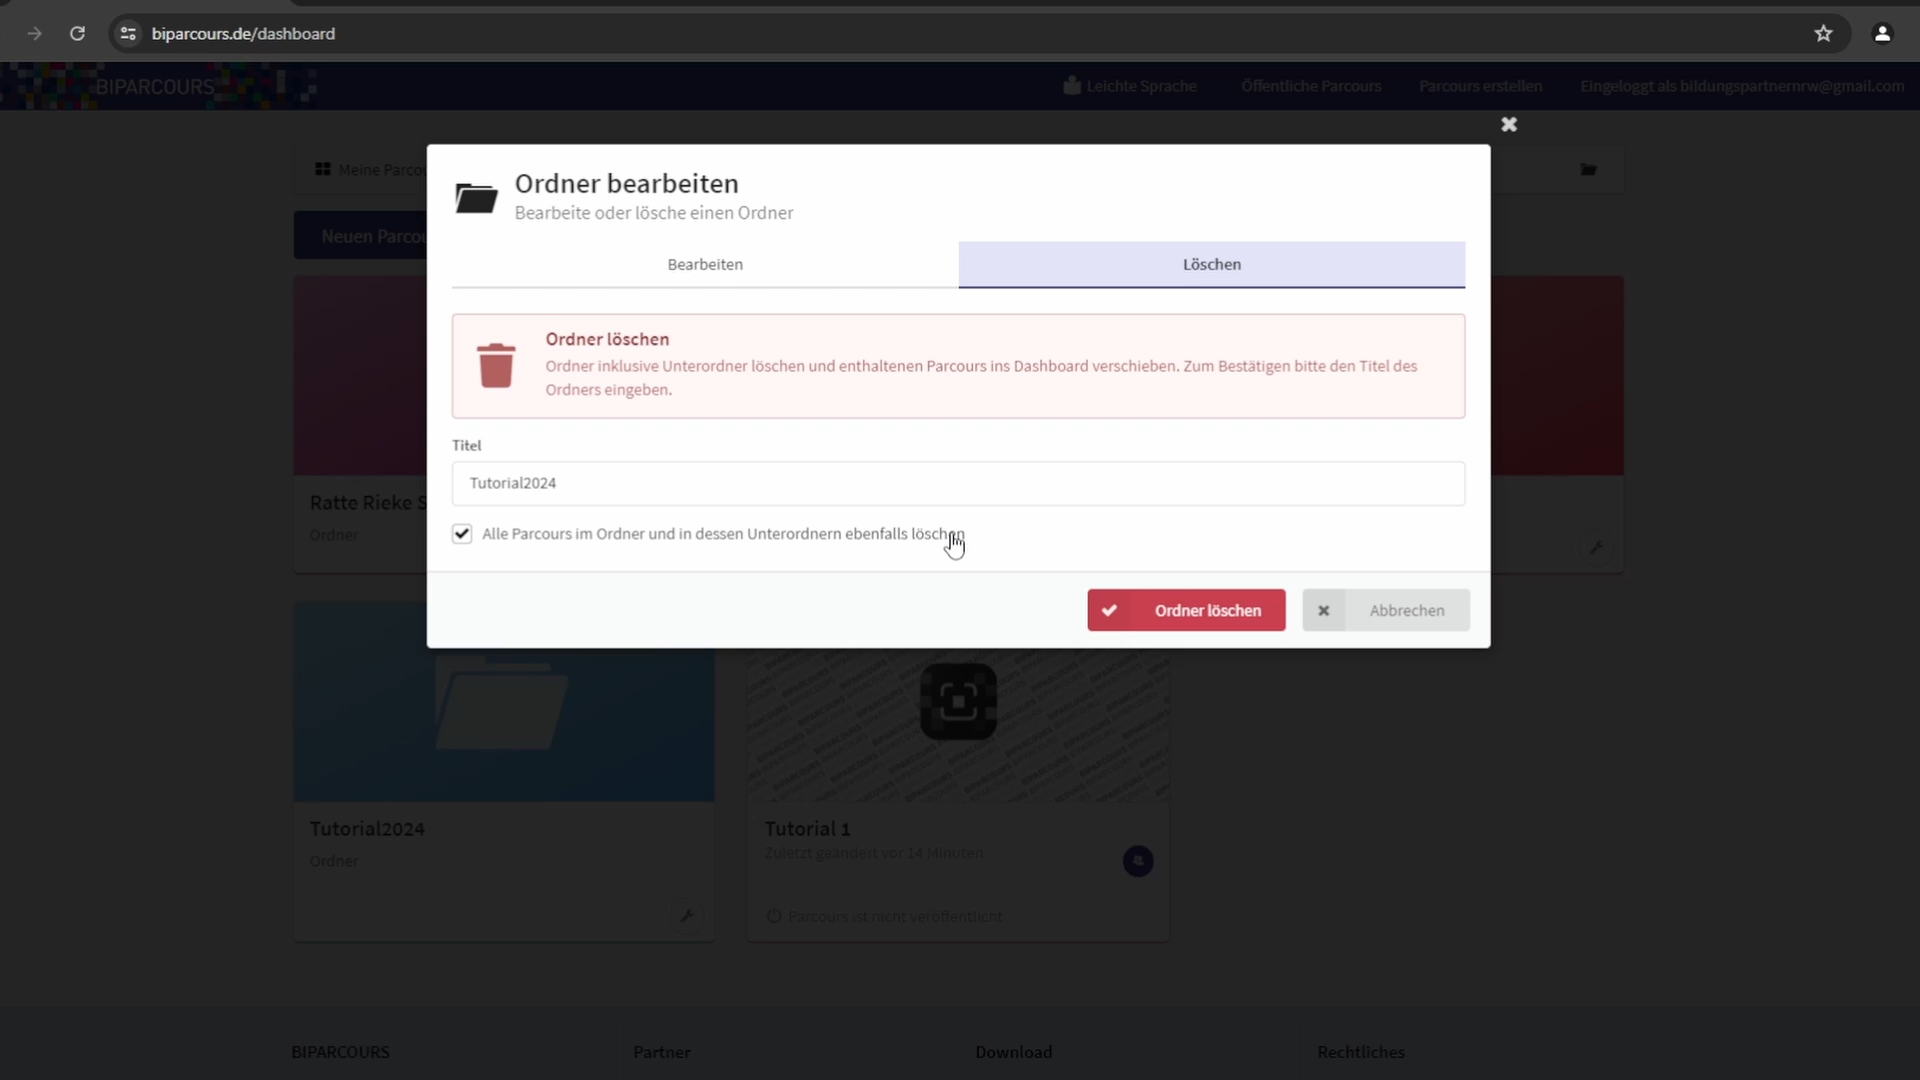 biparcours.de/dashboard
BIPARCOURS
Leichte Sprache
Öffentliche Parcours
Parcours erstellen
Eingeloggt als bildungspartnernrw@gmail.com
Meine Parco
Neuen Parcou
Ordner bearbeiten
Bearbeite oder lösche einen Ordner
Bearbeiten
Löschen
Ordner löschen
Ordner inklusive Unterordner löschen und enthaltenen Parcours ins Dashboard verschieben. Zum Bestätigen bitte den Titel des
Ordners eingeben.
Titel
Tutorial2024
Alle Parcours im Ordner und in dessen Unterordnern ebenfalls löschen
Ordner löschen
Abbrechen
Ratte Rieke S
Ordner
Tutorial2024
Ordner
Tutorial 1
Zuletzt geändert vor 14 Minuten
Parcours ist nicht veröffentlicht
BIPARCOURS
Partner
Download
Rechtliches